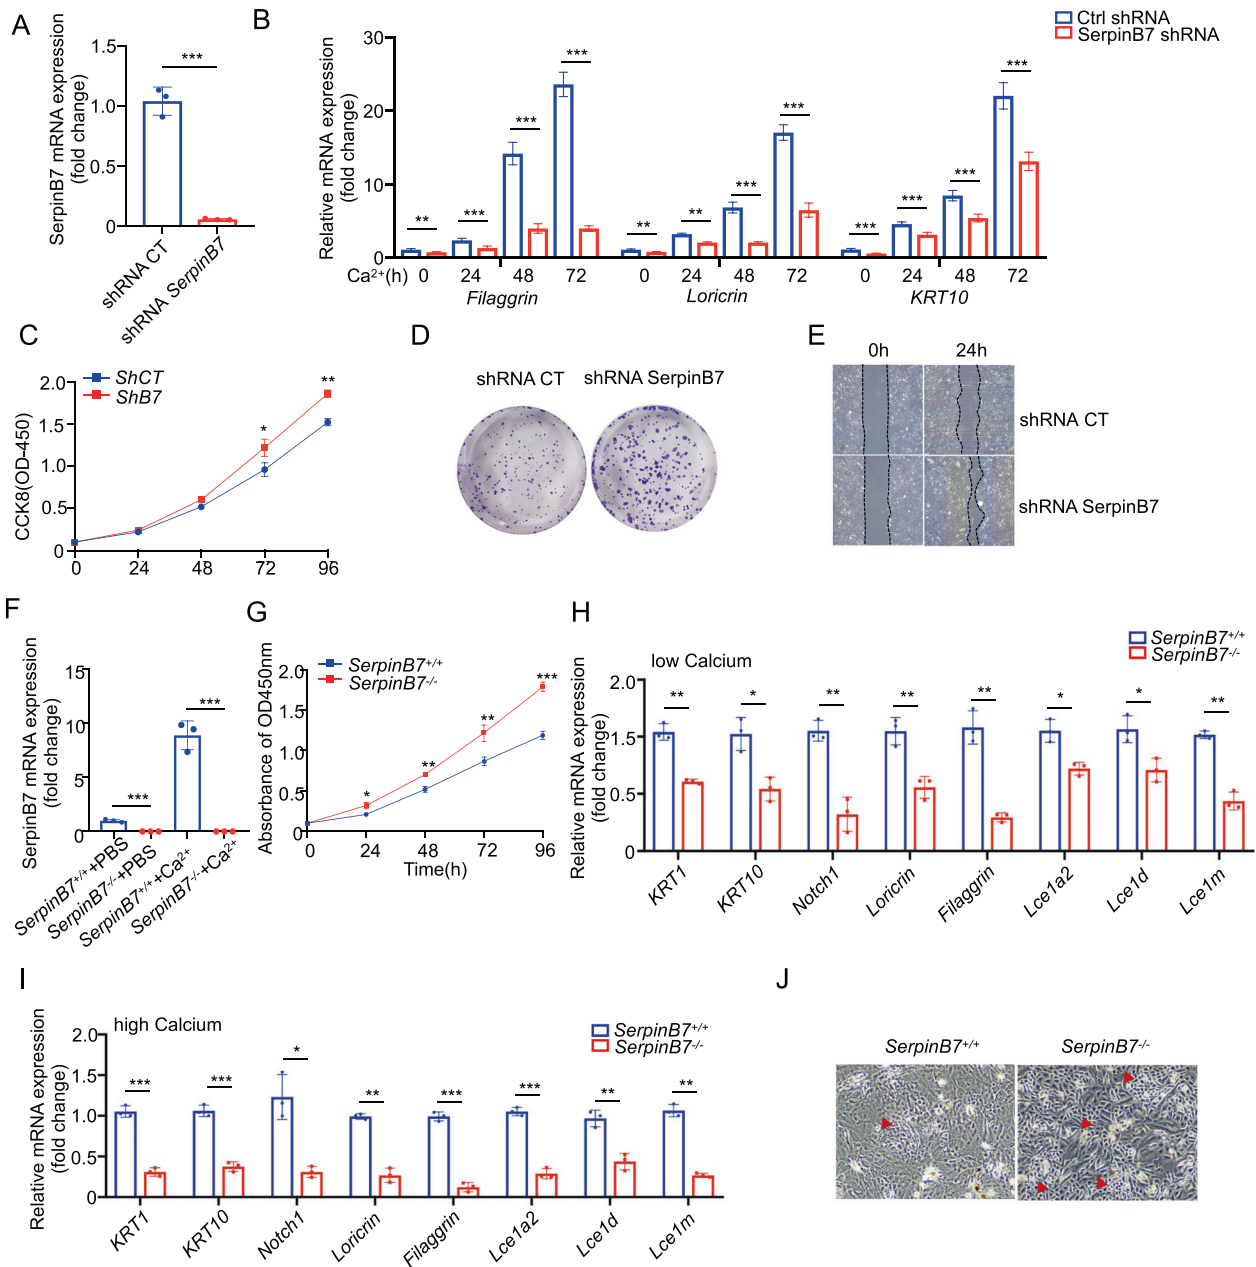 A
SerpinB7 mRNA expression
(fold change)
1.5
1.0
0.5
0
***
shRNA CT
shRNA SerpinB7
B
Ctrl shRNA
SerpinB7 shRNA
Relative mRNA expression
(fold change)
30
20
10
0
** *** *** *** ** ** *** *** *** *** *** ***
Ca²⁺(h) 0 24 48 72 0 24 48 72 0 24 48 72
Filaggrin Loricrin KRT10
C
ShCT
ShB7
CCK8(OD-450)
2.0
1.5
1.0
0.5
0
* **
0 24 48 72 96
D
shRNA CT shRNA SerpinB7
E
0h 24h
shRNA CT
shRNA SerpinB7
F
SerpinB7 mRNA expression
(fold change)
15
10
5
0
*** ***
SerpinB7⁺/⁺+PBS
SerpinB7⁻/⁻+PBS
SerpinB7⁺/⁺+Ca²⁺
SerpinB7⁻/⁻+Ca²⁺
G
SerpinB7⁺/⁺
SerpinB7⁻/⁻
Absorbance of OD450nm
2.0
1.5
1.0
0.5
0
* ** ** ***
0 24 48 72 96
Time(h)
H
low Calcium
SerpinB7⁺/⁺
SerpinB7⁻/⁻
Relative mRNA expression
(fold change)
2.0
1.5
0.5
0
** * ** ** ** * * **
KRT1 KRT10 Notch1 Loricrin Filaggrin Lce1a2 Lce1d Lce1m
I
high Calcium
SerpinB7⁺/⁺
SerpinB7⁻/⁻
Relative mRNA expression
(fold change)
2.0
1.5
1.0
0.5
0
*** *** * ** *** *** ** **
KRT1 KRT10 Notch1 Loricrin Filaggrin Lce1a2 Lce1d Lce1m
J
SerpinB7⁺/⁺ SerpinB7⁻/⁻